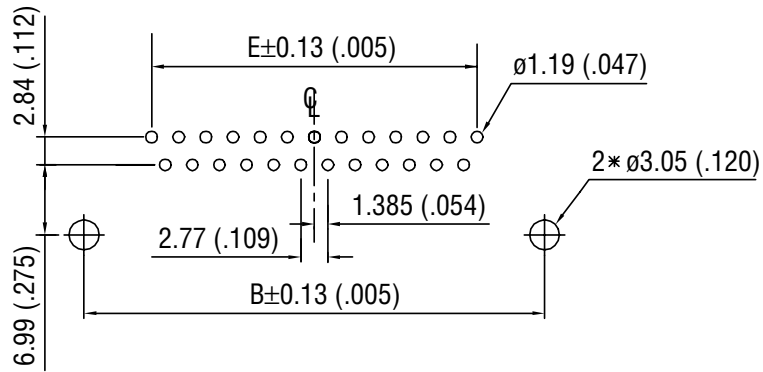 E±0.13 (.005)
ø1.19 (.047)
2.84 (.112)
℄
2* ø3.05 (.120)
1.385 (.054)
2.77 (.109)
B±0.13 (.005)
6.99 (.275)